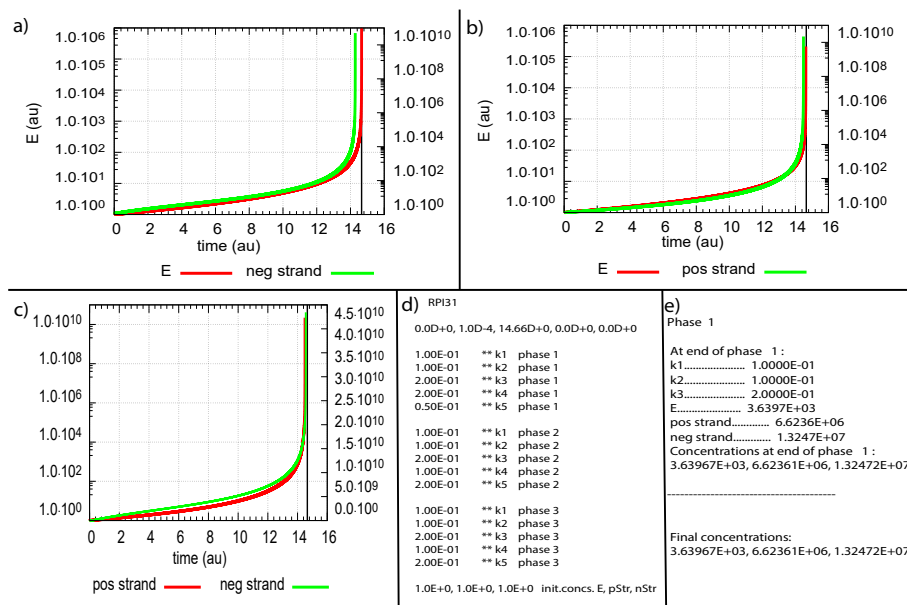 a)
1.0·10⁶
1.0·10⁵
1.0·10⁴
1.0·10³
1.0·10²
1.0·10¹
1.0·10⁰
E (au)
1.0·10¹⁰
1.0·10⁸
1.0·10⁶
1.0·10⁴
1.0·10²
1.0·10⁰
0 2 4 6 8 10 12 14 16
time (au)
E neg strand
b)
1.0·10⁶
1.0·10⁵
1.0·10⁴
1.0·10³
1.0·10²
1.0·10¹
1.0·10⁰
E (au)
1.0·10¹⁰
1.0·10⁸
1.0·10⁶
1.0·10⁴
1.0·10²
1.0·10⁰
0 2 4 6 8 10 12 14 16
time (au)
E pos strand
c)
1.0·10¹⁰
1.0·10⁸
1.0·10⁶
1.0·10⁴
1.0·10²
1.0·10⁰
4.5·10¹⁰
4.0·10¹⁰
3.5·10¹⁰
3.0·10¹⁰
2.5·10¹⁰
2.0·10¹⁰
1.5·10¹⁰
1.0·10¹⁰
5.0·10⁹
0.0·10⁰
0 2 4 6 8 10 12 14 16
time (au)
pos strand neg strand
d) RPI31
0.0D+0, 1.0D-4, 14.66D+0, 0.0D+0, 0.0D+0
1.00E-01 ** k1 phase 1
1.00E-01 ** k2 phase 1
2.00E-01 ** k3 phase 1
2.00E-01 ** k4 phase 1
0.50E-01 ** k5 phase 1
1.00E-01 ** k1 phase 2
1.00E-01 ** k2 phase 2
2.00E-01 ** k3 phase 2
1.00E-01 ** k4 phase 2
2.00E-01 ** k5 phase 2
1.00E-01 ** k1 phase 3
1.00E-01 ** k2 phase 3
2.00E-01 ** k3 phase 3
1.00E-01 ** k4 phase 3
2.00E-01 ** k5 phase 3
1.0E+0, 1.0E+0, 1.0E+0 init.concs. E, pStr, nStr
e)
Phase 1
At end of phase 1 :
k1.................... 1.0000E-01
k2.................... 1.0000E-01
k3.................... 2.0000E-01
E..................... 3.6397E+03
pos strand............. 6.6236E+06
neg strand............. 1.3247E+07
Concentrations at end of phase 1 :
3.63967E+03, 6.62361E+06, 1.32472E+07
----------------------------------------
Final concentrations:
3.63967E+03, 6.62361E+06, 1.32472E+07